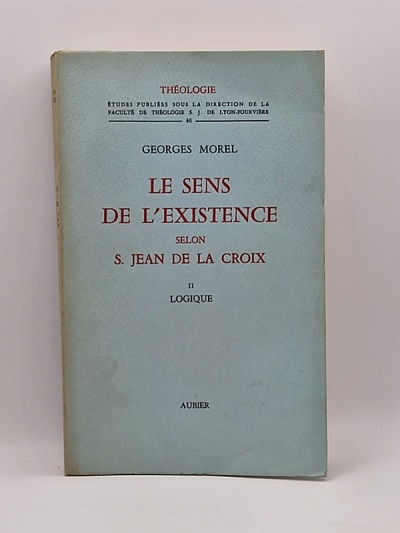 THÉOLOGIE
ÉTUDES PUBLIÉES SOUS LA DIRECTION DE LA
FACULTÉ DE THÉOLOGIE S. J. DE LYON-FOURVIÈRE
46
GEORGES MOREL
LE SENS
DE L'EXISTENCE
SELON
S. JEAN DE LA CROIX
II
LOGIQUE
AUBIER